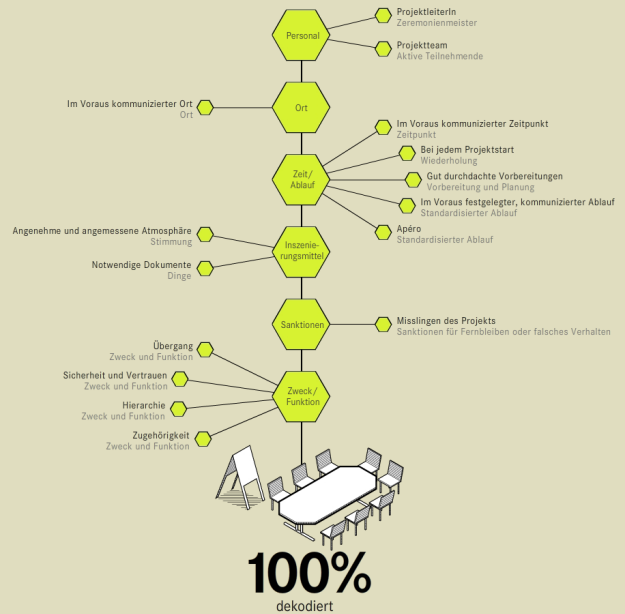 ProjektleiterIn
Zeremonienmeister
Personal
Projektteam
Aktive Teilnehmende
Im Voraus kommunizierter Ort
Ort
Ort
Im Voraus kommunizierter Zeitpunkt
Zeitpunkt
Bei jedem Projektstart
Wiederholung
Zeit/
Ablauf
Gut durchdachte Vorbereitungen
Vorbereitung und Planung
Im Voraus festgelegter, kommunizierter Ablauf
Standardisierter Ablauf
Apéro
Standardisierter Ablauf
Angenehme und angemessene Atmosphäre
Stimmung
Inszenie-
rungsmittel
Notwendige Dokumente
Dinge
Sanktionen
Misslingen des Projekts
Sanktionen für Fernbleiben oder falsches Verhalten
Übergang
Zweck und Funktion
Sicherheit und Vertrauen
Zweck und Funktion
Zweck/
Funktion
Hierarchie
Zweck und Funktion
Zugehörigkeit
Zweck und Funktion
100%
dekodiert